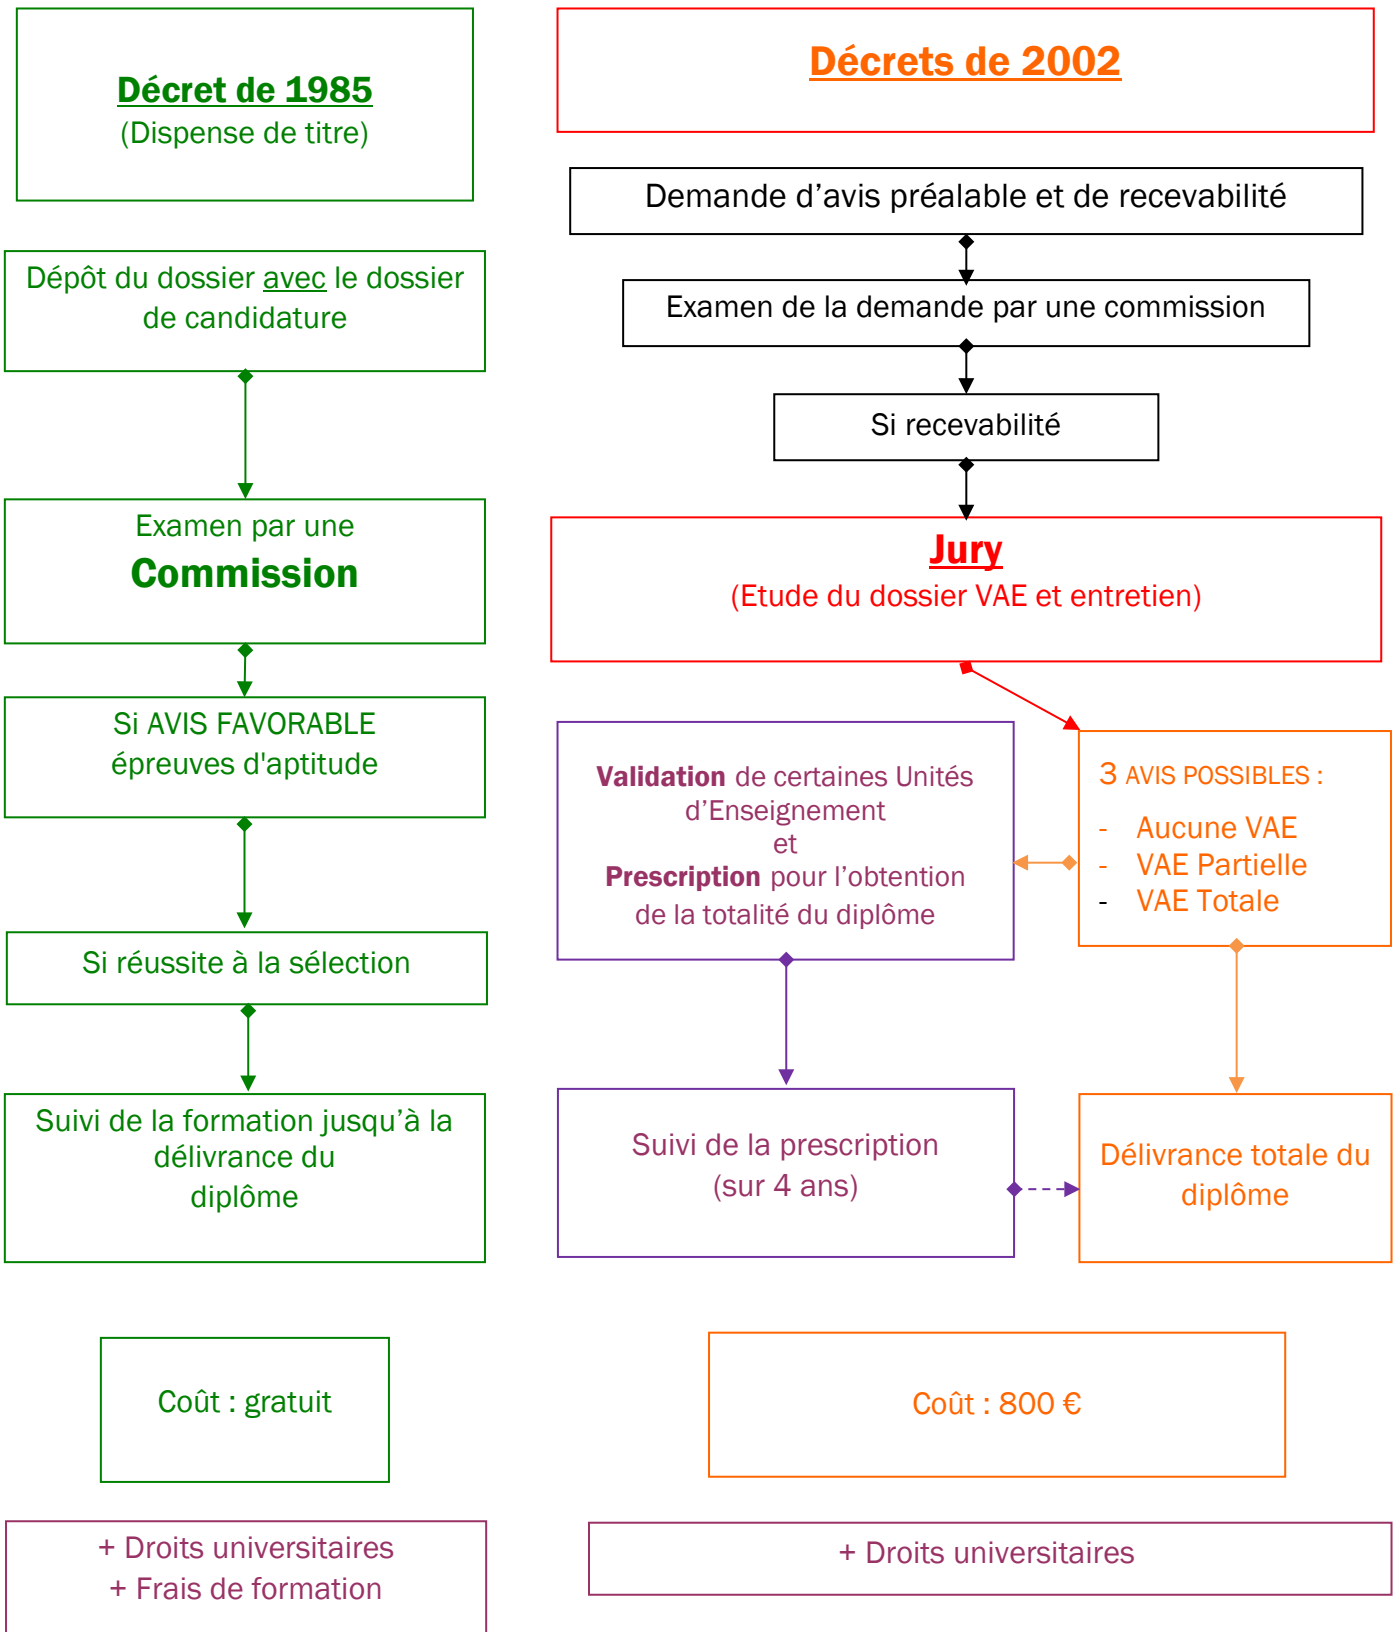 Décret de 1985
(Dispense de titre)
Dépôt du dossier avec le dossier
de candidature
Examen par une
Commission
Si AVIS FAVORABLE
épreuves d'aptitude
Si réussite à la sélection
Suivi de la formation jusqu’à la
délivrance du
diplôme
Coût : gratuit
+ Droits universitaires
+ Frais de formation
Décrets de 2002
Demande d’avis préalable et de recevabilité
Examen de la demande par une commission
Si recevabilité
Jury
(Etude du dossier VAE et entretien)
3 AVIS POSSIBLES :
- Aucune VAE
- VAE Partielle
- VAE Totale
Validation de certaines Unités
d’Enseignement
et
Prescription pour l’obtention
de la totalité du diplôme
Suivi de la prescription
(sur 4 ans)
Délivrance totale du
diplôme
Coût : 800 €
+ Droits universitaires